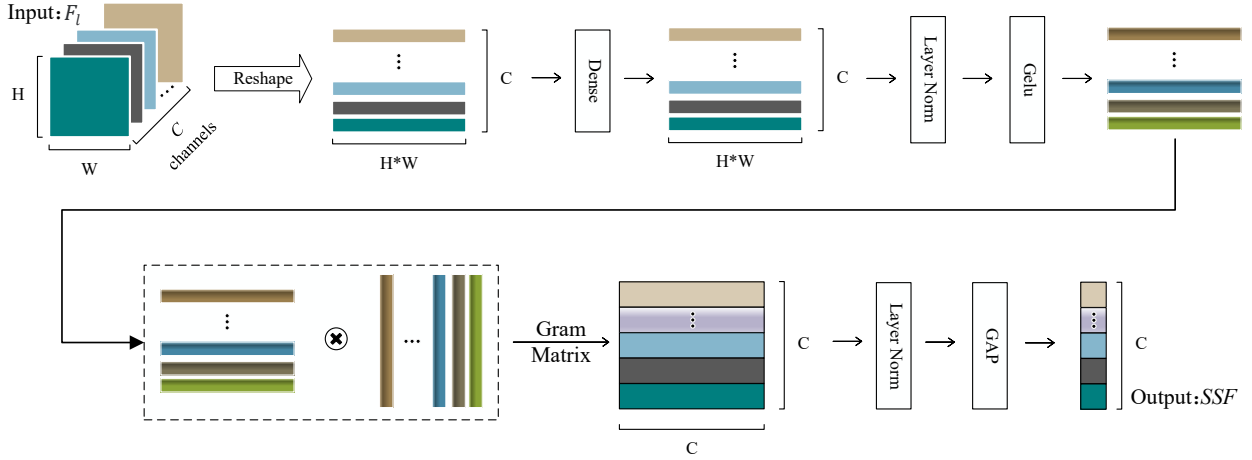 Input: F_l
H
W
C
channels
...
Reshape
...
C
H*W
Dense
...
C
H*W
Layer Norm
Gelu
...
...
...
Gram
Matrix
...
C
C
Layer Norm
GAP
...
C
Output: SSF